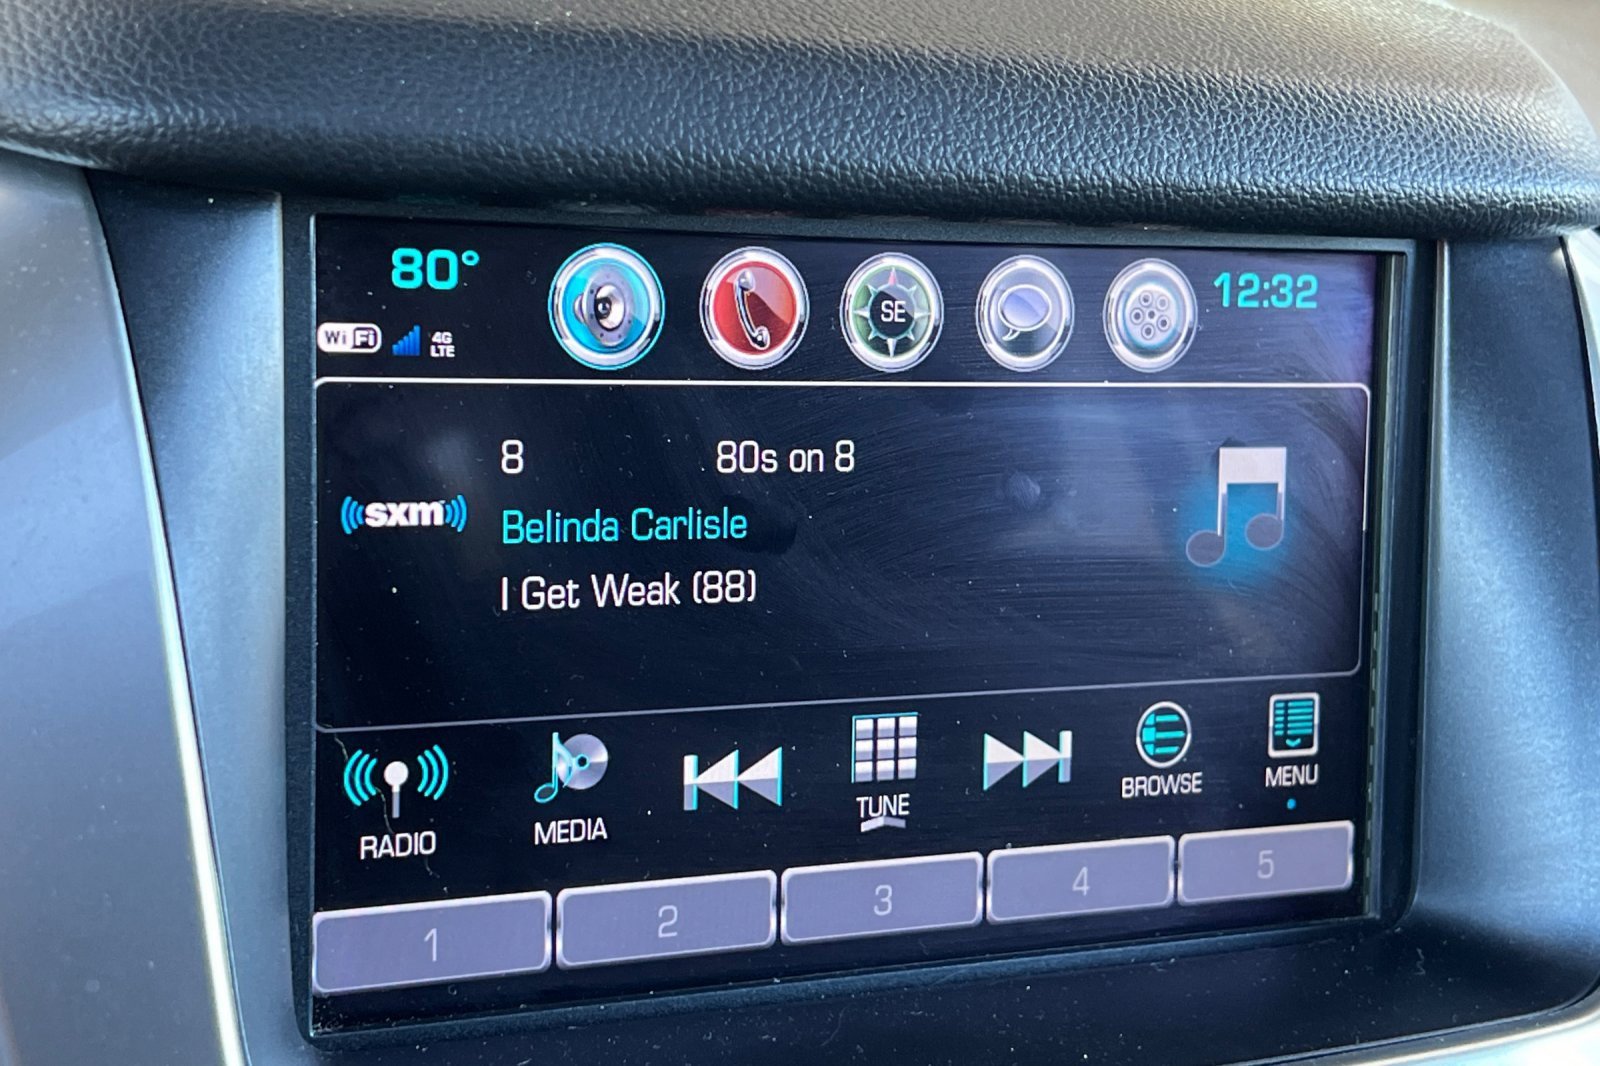 80°
SE
12:32
WiFi
4G
LTE
8 80s on 8
sxm
Belinda Carlisle
I Get Weak (88)
RADIO
MEDIA
TUNE
BROWSE
MENU
1
2
3
4
5